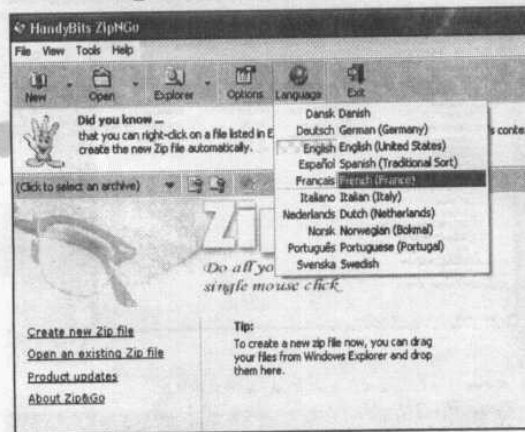 HandyBits ZipNGo
File View Tools Help
New Open Explorer Options Language Exit
Did you know ...
that you can right-click on a file listed in E
create the new Zip file automatically.
s conte
Dansk Danish
Deutsch German (Germany)
English English (United States)
Español Spanish (Traditional Sort)
Français French (France)
Italiano Italian (Italy)
Nederlands Dutch (Netherlands)
Norsk Norwegian (Bokmål)
Português Portuguese (Portugal)
Svenska Swedish
(Click to select an archive)
Zi
Do all yo
single mouse click
Create new Zip file
Open an existing Zip file
Product updates
About Zip&Go
Tip:
To create a new zip file now, you can drag
your files from Windows Explorer and drop
them here.